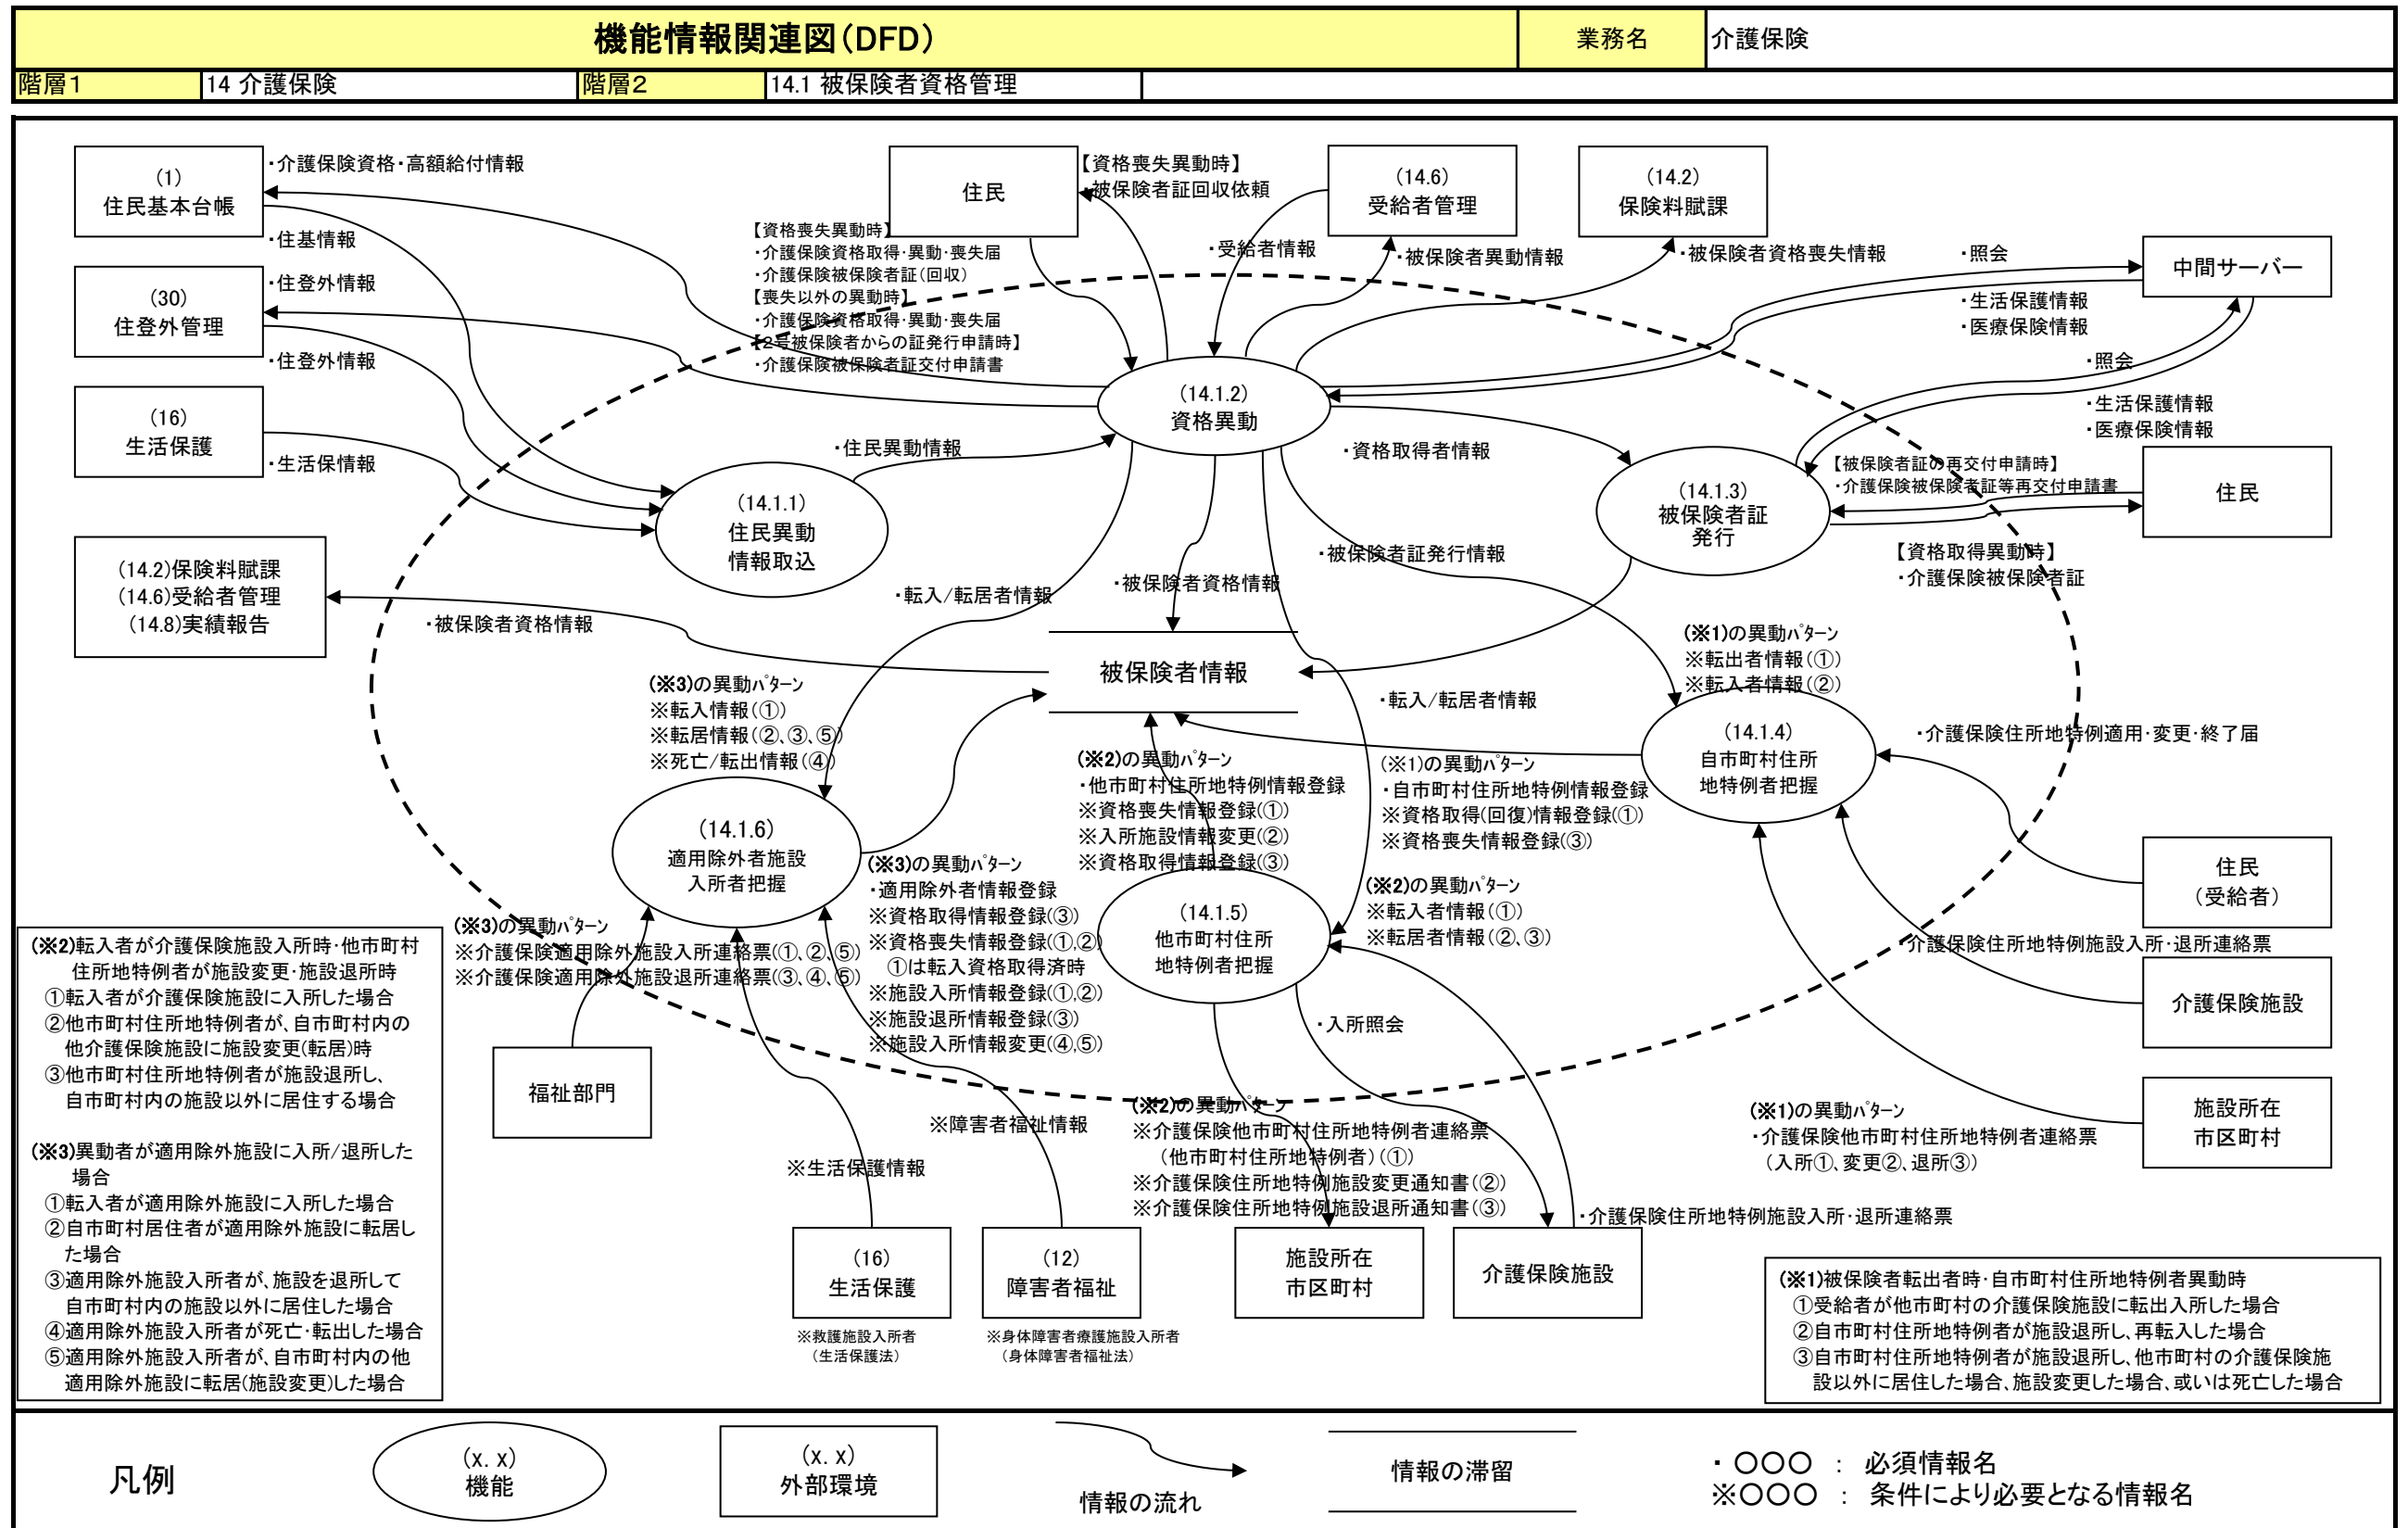 機能情報関連図（DFD）
業務名
介護保険
階層１
14 介護保険
階層２
14.1 被保険者資格管理
（1）
住民基本台帳
・介護保険資格・高額給付情報
・住基情報
（30）
住登外管理
・住登外情報
・住登外情報
（16）
生活保護
・生活保情報
（14.2）保険料賦課
（14.6）受給者管理
（14.8）実績報告
・被保険者資格情報
住民
【資格喪失異動時】
・被保険者証回収依頼
【資格喪失異動時】
・介護保険資格取得・異動・喪失届
・介護保険被保険者証（回収）
【喪失以外の異動時】
・介護保険資格取得・異動・喪失届
【2号被保険者からの証発行申請時】
・介護保険被保険者証交付申請書
（14.6）
受給者管理
・受給者情報
・被保険者異動情報
（14.2）
保険料賦課
・被保険者資格喪失情報
・照会
中間サーバー
・生活保護情報
・医療保険情報
・照会
・生活保護情報
・医療保険情報
（14.1.2）
資格異動
・住民異動情報
（14.1.1）
住民異動
情報取込
・資格取得者情報
（14.1.3）
被保険者証
発行
【被保険者証の再交付申請時】
・介護保険被保険者証等再交付申請書
住民
【資格取得異動時】
・介護保険被保険者証
・被保険者証発行情報
・被保険者資格情報
・転入/転居者情報
被保険者情報
・転入/転居者情報
(※1)の異動ﾊﾟﾀｰﾝ
※転出者情報（①）
※転入者情報（②）
（14.1.4）
自市町村住所
地特例者把握
・介護保険住所地特例適用・変更・終了届
住民
（受給者）
・介護保険住所地特例施設入所・退所連絡票
介護保険施設
施設所在
市区町村
(※1)の異動ﾊﾟﾀｰﾝ
・介護保険他市町村住所地特例者連絡票
（入所①、変更②、退所③）
(※3)の異動ﾊﾟﾀｰﾝ
※転入情報（①）
※転居情報（②、③、⑤）
※死亡/転出情報（④）
（14.1.6）
適用除外者施設
入所者把握
(※2)の異動ﾊﾟﾀｰﾝ
・他市町村住所地特例情報登録
※資格喪失情報登録(①)
※入所施設情報変更(②)
※資格取得情報登録(③)
(※1)の異動ﾊﾟﾀｰﾝ
・自市町村住所地特例情報登録
※資格取得(回復)情報登録(①)
※資格喪失情報登録(③)
(※3)の異動ﾊﾟﾀｰﾝ
・適用除外者情報登録
※資格取得情報登録(③)
※資格喪失情報登録(①,②)
①は転入資格取得済時
※施設入所情報登録(①,②)
※施設退所情報登録(③)
※施設入所情報変更(④,⑤)
（14.1.5）
他市町村住所
地特例者把握
(※2)の異動ﾊﾟﾀｰﾝ
※転入者情報（①）
※転居者情報（②、③）
・入所照会
(※3)の異動ﾊﾟﾀｰﾝ
※介護保険適用除外施設入所連絡票(①、②、⑤)
※介護保険適用除外施設退所連絡票(③、④、⑤)
福祉部門
※障害者福祉情報
※生活保護情報
(※2)の異動ﾊﾟﾀｰﾝ
※介護保険他市町村住所地特例者連絡票
（他市町村住所地特例者）（①）
※介護保険住所地特例施設変更通知書（②）
※介護保険住所地特例施設退所通知書（③）
・介護保険住所地特例施設入所・退所連絡票
（16）
生活保護
※救護施設入所者
（生活保護法）
（12）
障害者福祉
※身体障害者療護施設入所者
（身体障害者福祉法）
施設所在
市区町村
介護保険施設
(※2)転入者が介護保険施設入所時・他市町村
住所地特例者が施設変更・施設退所時
①転入者が介護保険施設に入所した場合
②他市町村住所地特例者が、自市町村内の
他介護保険施設に施設変更(転居)時
③他市町村住所地特例者が施設退所し、
自市町村内の施設以外に居住する場合
(※3)異動者が適用除外施設に入所/退所した
場合
①転入者が適用除外施設に入所した場合
②自市町村居住者が適用除外施設に転居し
た場合
③適用除外施設入所者が、施設を退所して
自市町村内の施設以外に居住した場合
④適用除外施設入所者が死亡・転出した場合
⑤適用除外施設入所者が、自市町村内の他
適用除外施設に転居(施設変更)した場合
(※1)被保険者転出者時・自市町村住所地特例者異動時
①受給者が他市町村の介護保険施設に転出入所した場合
②自市町村住所地特例者が施設退所し、再転入した場合
③自市町村住所地特例者が施設退所し、他市町村の介護保険施
設以外に居住した場合、施設変更した場合、或いは死亡した場合
凡例
（x. x）
機能
（x. x）
外部環境
情報の流れ
情報の滞留
・ ○○○ ： 必須情報名
※○○○ ： 条件により必要となる情報名